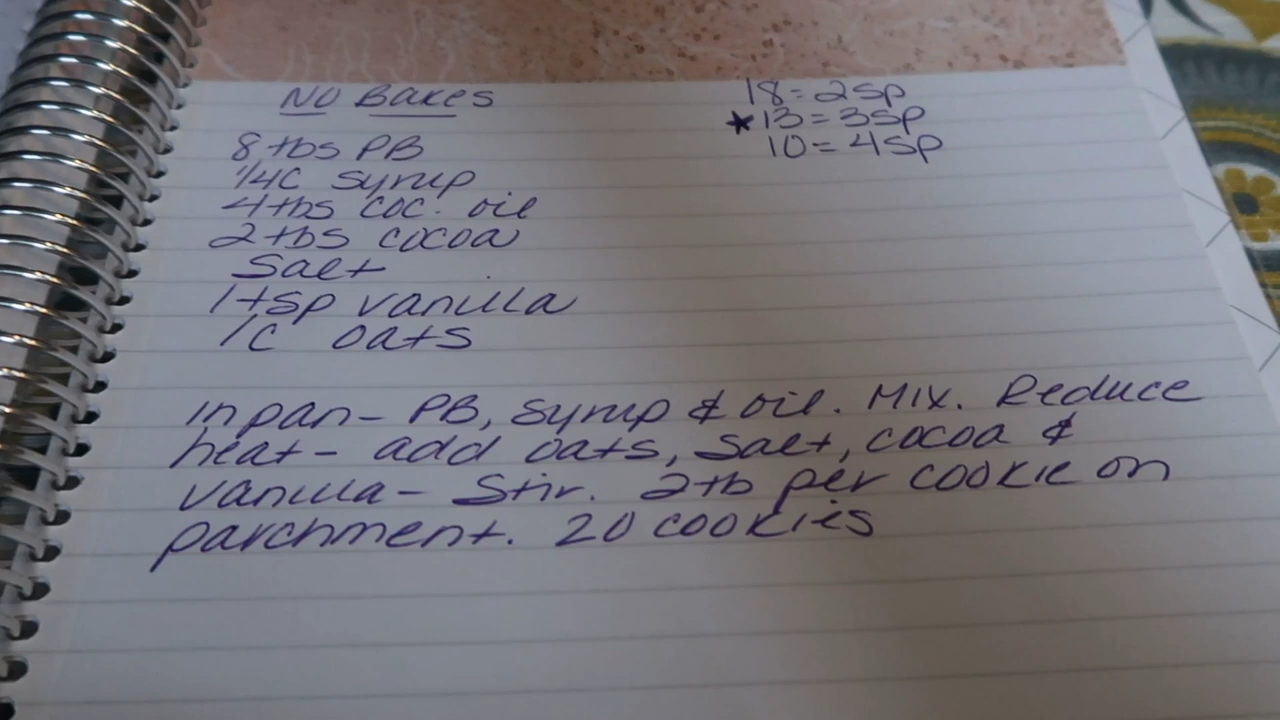 NO BAKES
18=2sp
★13=3sp
10=4sp
8 tbs PB
1/4C syrup
4 tbs coc. oil
2 tbs cocoa
Salt
1 tsp vanilla
1C oats
In pan- PB, syrup & oil. Mix. Reduce
heat- add oats, salt, cocoa &
vanilla- Stir. 2 tb per cookie on
parchment. 20 cookies